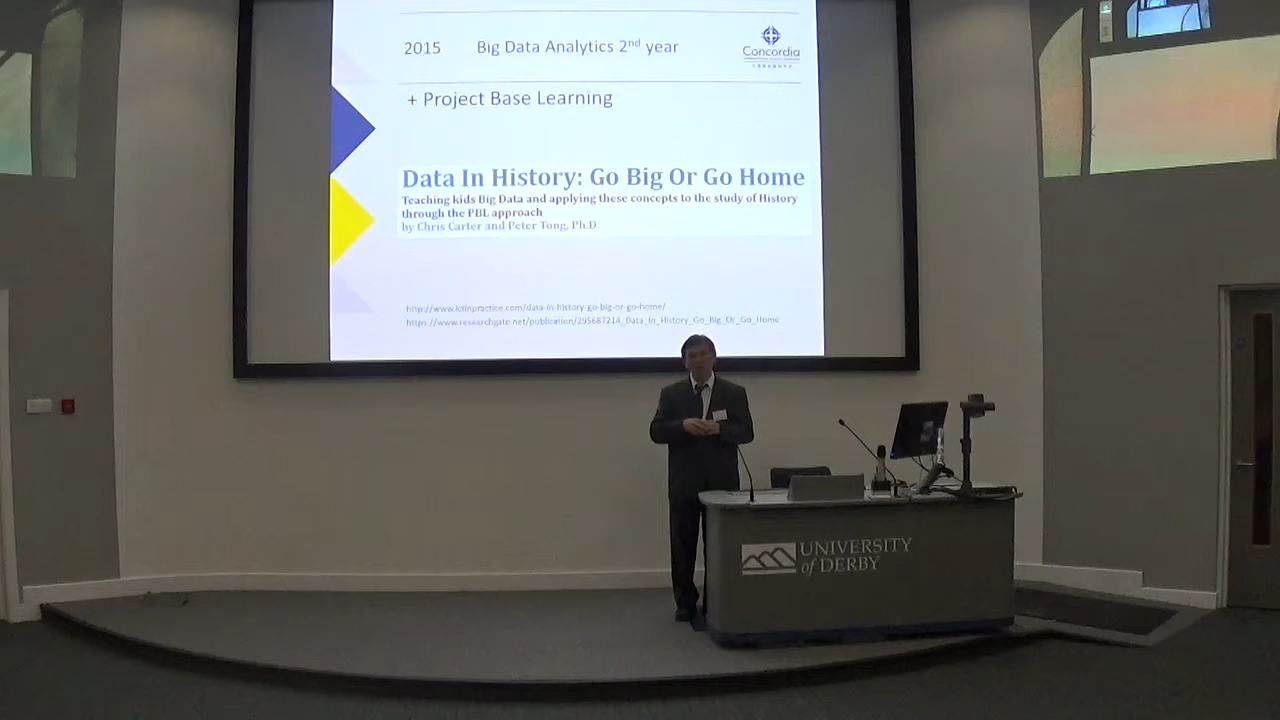 2015 Big Data Analytics 2nd year
Concordia
+ Project Base Learning
Data In History: Go Big Or Go Home
Teaching kids Big Data and applying these concepts to the study of History
through the PBL approach
by Chris Carter and Peter Tong, Ph.D
http://www.ictinpractice.com/data-in-history-go-big-or-go-home/
https://www.researchgate.net/publication/295687214_Data_In_History_Go_Big_Or_Go_Home
UNIVERSITY
of DERBY